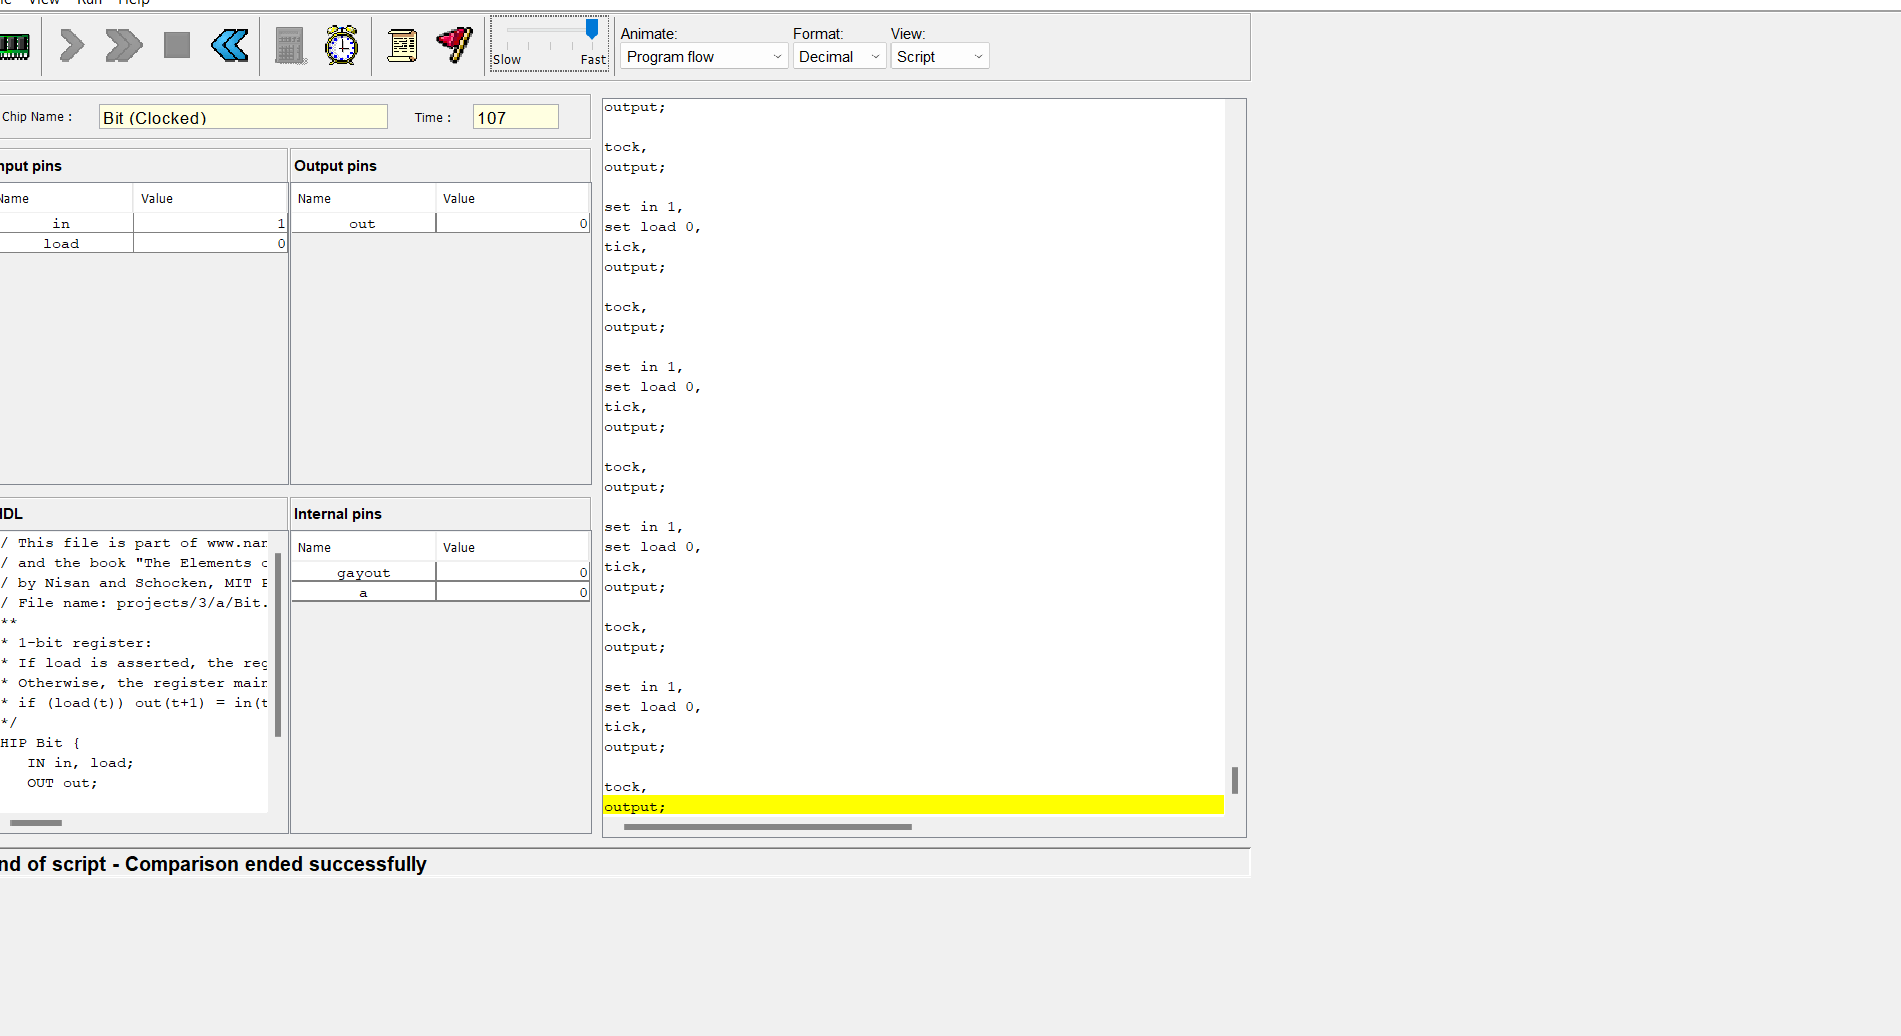 View Run Help
Animate: Format: View:
Slow Fast Program flow Decimal Script
Chip Name : Bit (Clocked) Time : 107
nput pins
Name Value
in 1
load 0
Output pins
Name Value
out 0
output;
tock,
output;
set in 1,
set load 0,
tick,
output;
tock,
output;
set in 1,
set load 0,
tick,
output;
tock,
output;
set in 1,
set load 0,
tick,
output;
tock,
output;
set in 1,
set load 0,
tick,
output;
tock,
output;
HDL
/ This file is part of www.nan
/ and the book "The Elements o
/ by Nisan and Schocken, MIT P
/ File name: projects/3/a/Bit.
**
* 1-bit register:
* If load is asserted, the reg
* Otherwise, the register main
* if (load(t)) out(t+1) = in(t
*/
HIP Bit {
IN in, load;
OUT out;
Internal pins
Name Value
gayout 0
a 0
nd of script - Comparison ended successfully